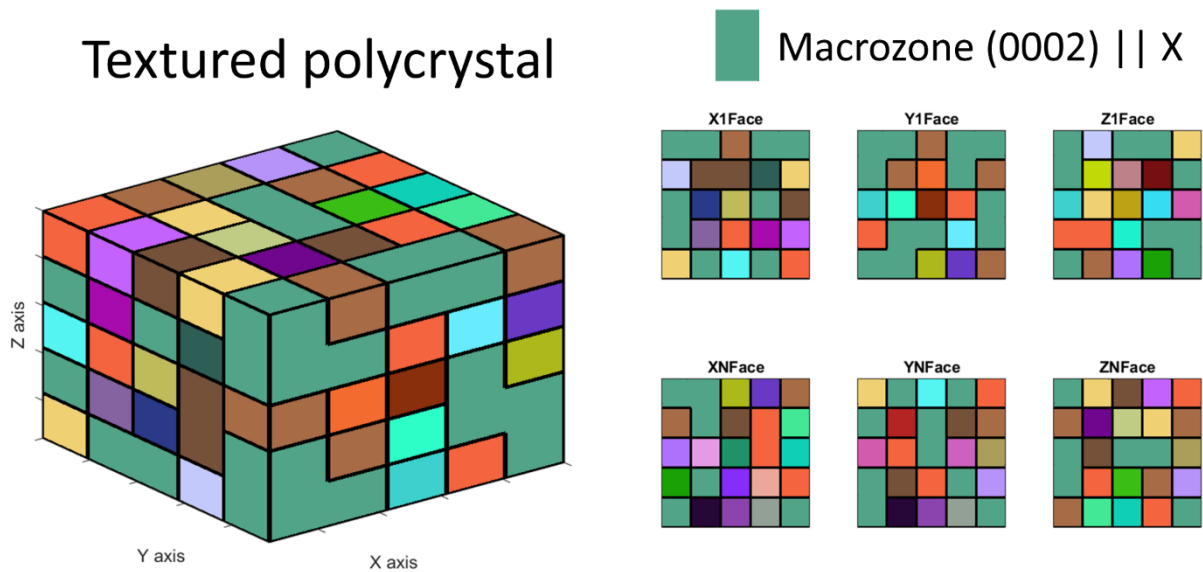 Textured polycrystal
Macrozone (0002) || X
X1Face
Y1Face
Z1Face
Z axis
Y axis
X axis
XNFace
YNFace
ZNFace